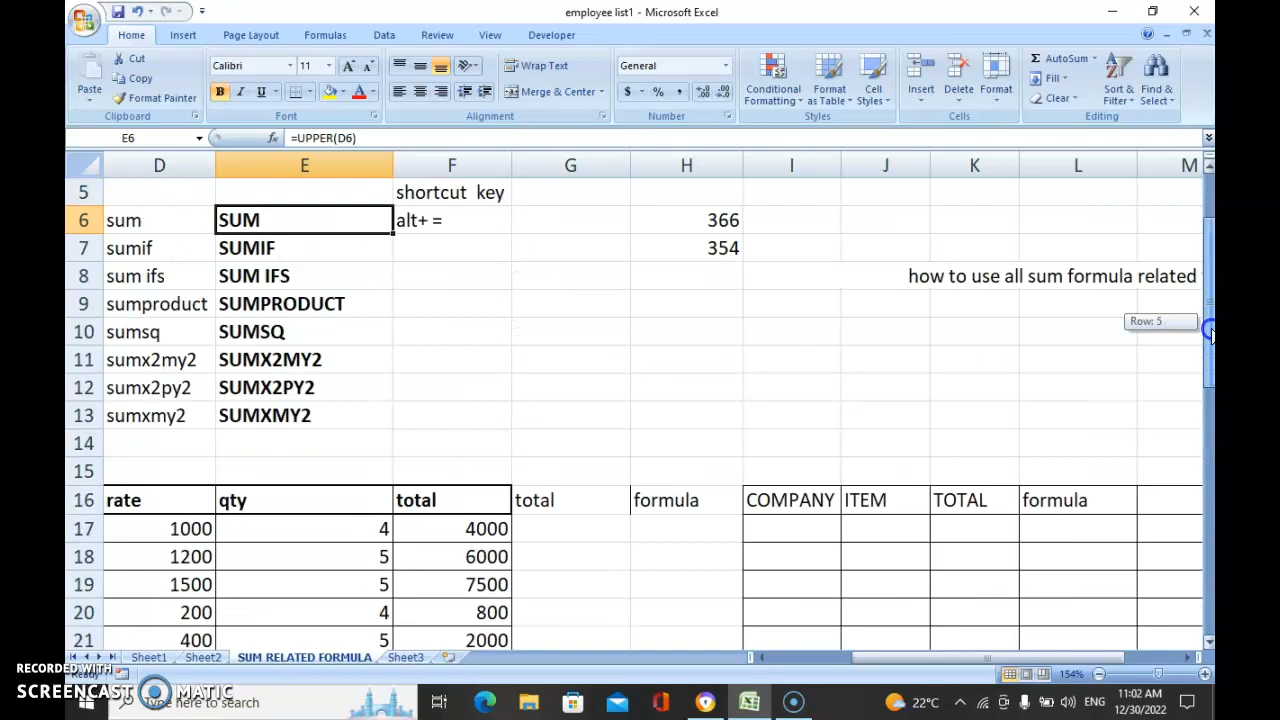 employee list1 - Microsoft Excel
Home Insert Page Layout Formulas Data Review View Developer
Paste
Cut
Copy
Format Painter
Clipboard
Calibri 11
B I U
Font
Wrap Text
Merge & Center
Alignment
General
$ % ,
Number
Conditional Formatting
Format as Table
Cell Styles
Styles
Insert Delete Format
Cells
Σ AutoSum
Fill
Clear
Sort & Filter
Find & Select
Editing
E6 fx =UPPER(D6)
D E F G H I J K L M
5 shortcut key
6 sum SUM alt+ = 366
7 sumif SUMIF 354
8 sum ifs SUM IFS how to use all sum formula related
9 sumproduct SUMPRODUCT
Row: 5
10 sumsq SUMSQ
11 sumx2my2 SUMX2MY2
12 sumx2py2 SUMX2PY2
13 sumxmy2 SUMXMY2
14
15
16 rate qty total total formula COMPANY ITEM TOTAL formula
17 1000 4 4000
18 1200 5 6000
19 1500 5 7500
20 200 4 800
21 400 5 2000
Sheet1 Sheet2 SUM RELATED FORMULA Sheet3
Ready 154%
RECORDED WITH
SCREENCAST MATIC
Type here to search
22°C ENG
11:02 AM
12/30/2022